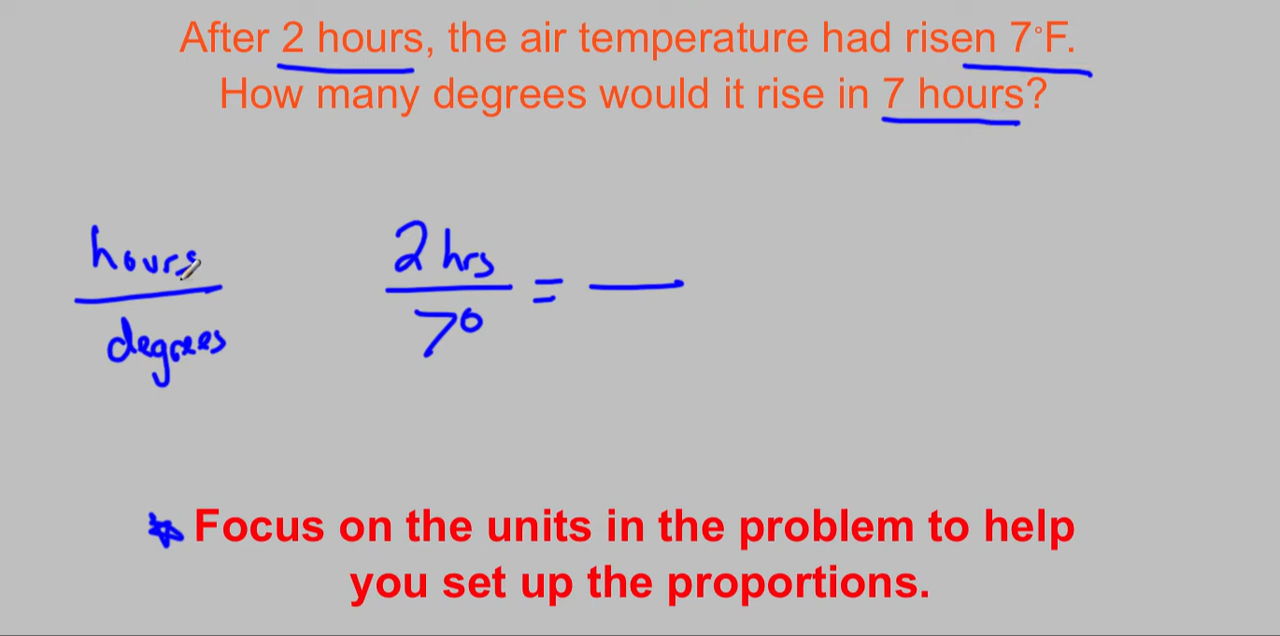 After 2 hours, the air temperature had risen 7°F.
How many degrees would it rise in 7 hours?
hours
degrees
2 hrs
7°
=
* Focus on the units in the problem to help
you set up the proportions.